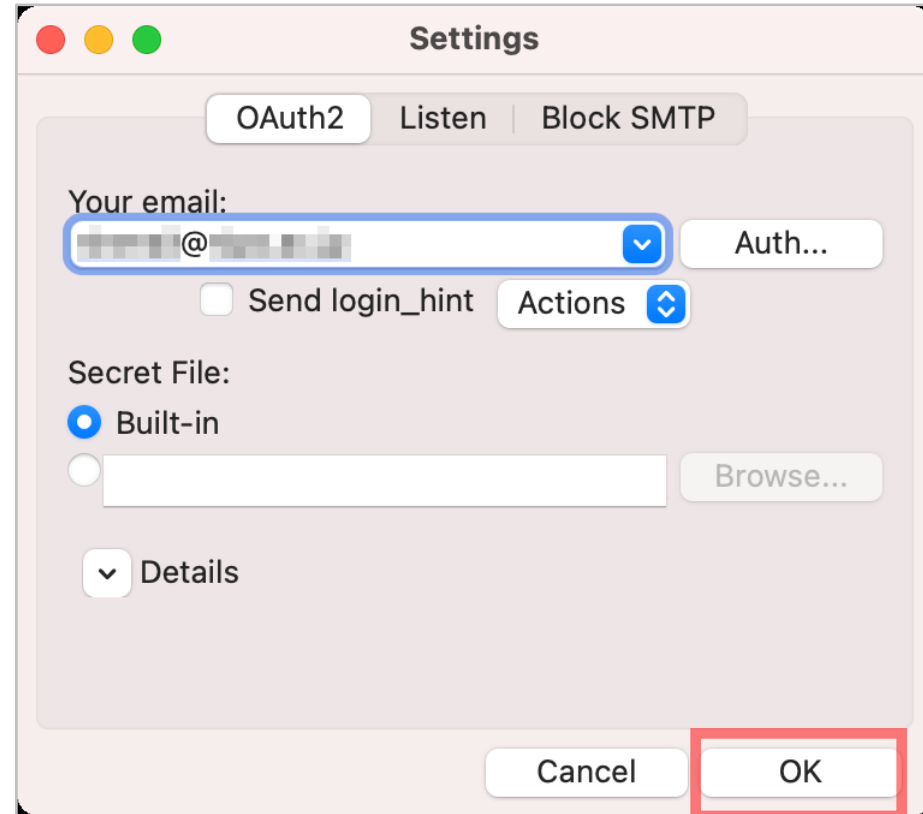 Settings
OAuth2 Listen Block SMTP
Your email:
@ Auth...
Send login_hint Actions
Secret File:
Built-in
Browse...
Details
Cancel OK